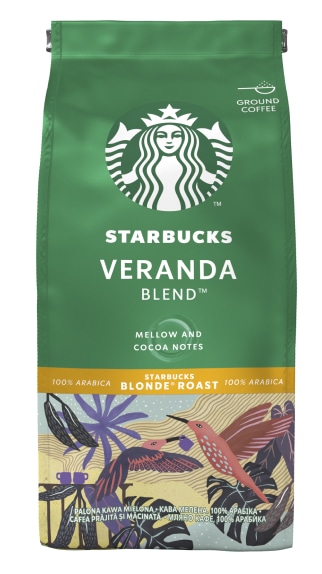 GROUND
COFFEE
TM
STARBUCKS
VERANDA
BLEND™
MELLOW AND
COCOA NOTES
100% ARABICA
STARBUCKS
BLONDE® ROAST
100% ARABICA
PALONA KAWA MIELONA • КАВА МЕЛЕНА, 100% АРАБІКА •
CAFEA PRĂJITĂ ȘI MĂCINATĂ • МЛЯНО КАФЕ, 100% АРАБИКА